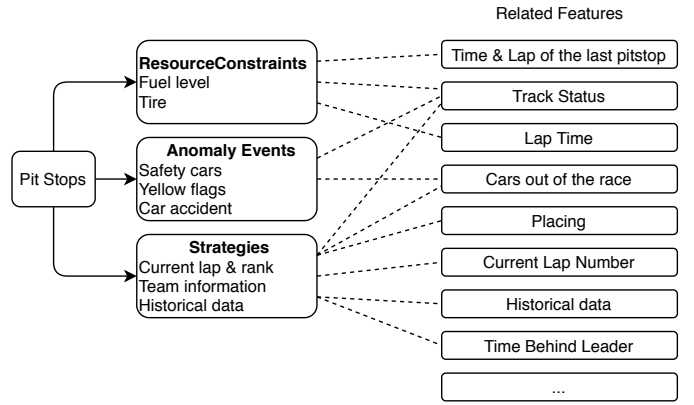 Related Features
Pit Stops
ResourceConstraints
Fuel level
Tire
Anomaly Events
Safety cars
Yellow flags
Car accident
Strategies
Current lap & rank
Team information
Historical data
Time & Lap of the last pitstop
Track Status
Lap Time
Cars out of the race
Placing
Current Lap Number
Historical data
Time Behind Leader
...